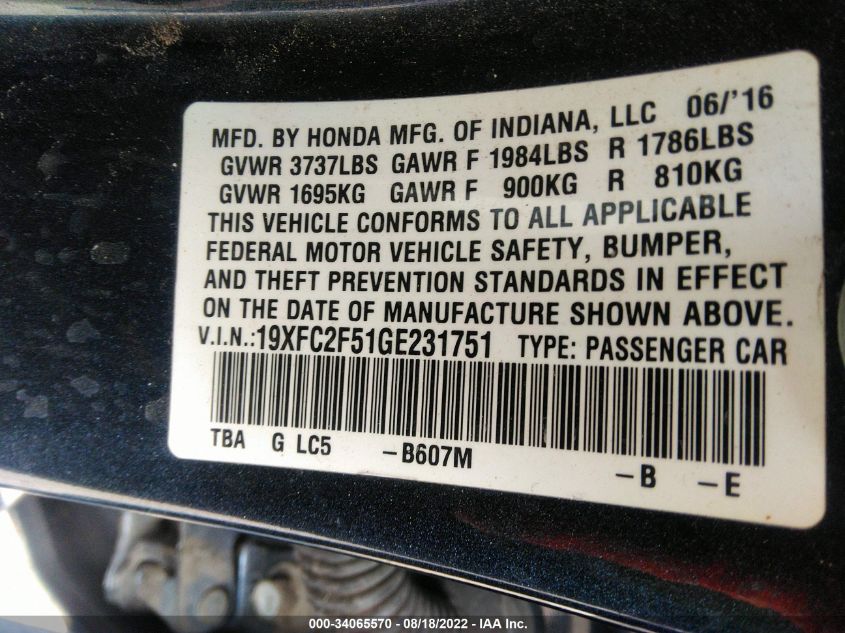 MFD. BY HONDA MFG. OF INDIANA, LLC 06/'16
GVWR 3737LBS GAWR F 1984LBS R 1786LBS
GVWR 1695KG GAWR F 900KG R 810KG
THIS VEHICLE CONFORMS TO ALL APPLICABLE
FEDERAL MOTOR VEHICLE SAFETY, BUMPER,
AND THEFT PREVENTION STANDARDS IN EFFECT
ON THE DATE OF MANUFACTURE SHOWN ABOVE.
V.I.N.:19XFC2F51GE231751 TYPE: PASSENGER CAR
TBA G LC5 -B607M -B -E
000-34065570 - 08/18/2022 - IAA Inc.